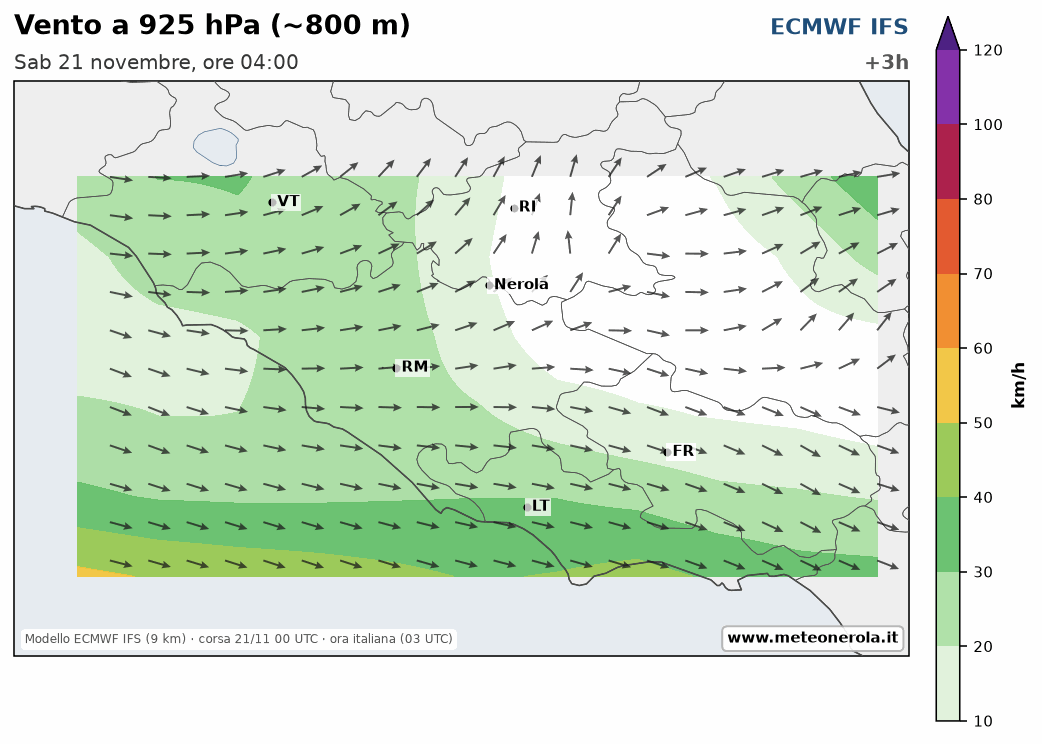 Vento a 925 hPa (~800 m)
ECMWF IFS
Sab 21 novembre, ore 04:00
+3h
VT
RI
Nerola
RM
FR
LT
120
100
80
70
60
50
40
30
20
10
km/h
Modello ECMWF IFS (9 km) · corsa 21/11 00 UTC · ora italiana (03 UTC)
www.meteonerola.it